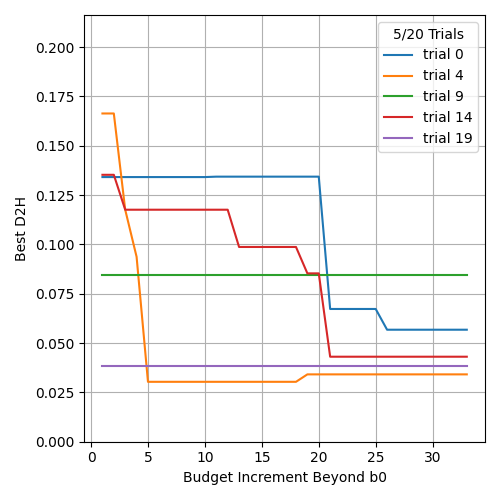 5/20 Trials
trial 0
trial 4
trial 9
trial 14
trial 19
Best D2H
0.200
0.175
0.150
0.125
0.100
0.075
0.050
0.025
0.000
0 5 10 15 20 25 30
Budget Increment Beyond b0